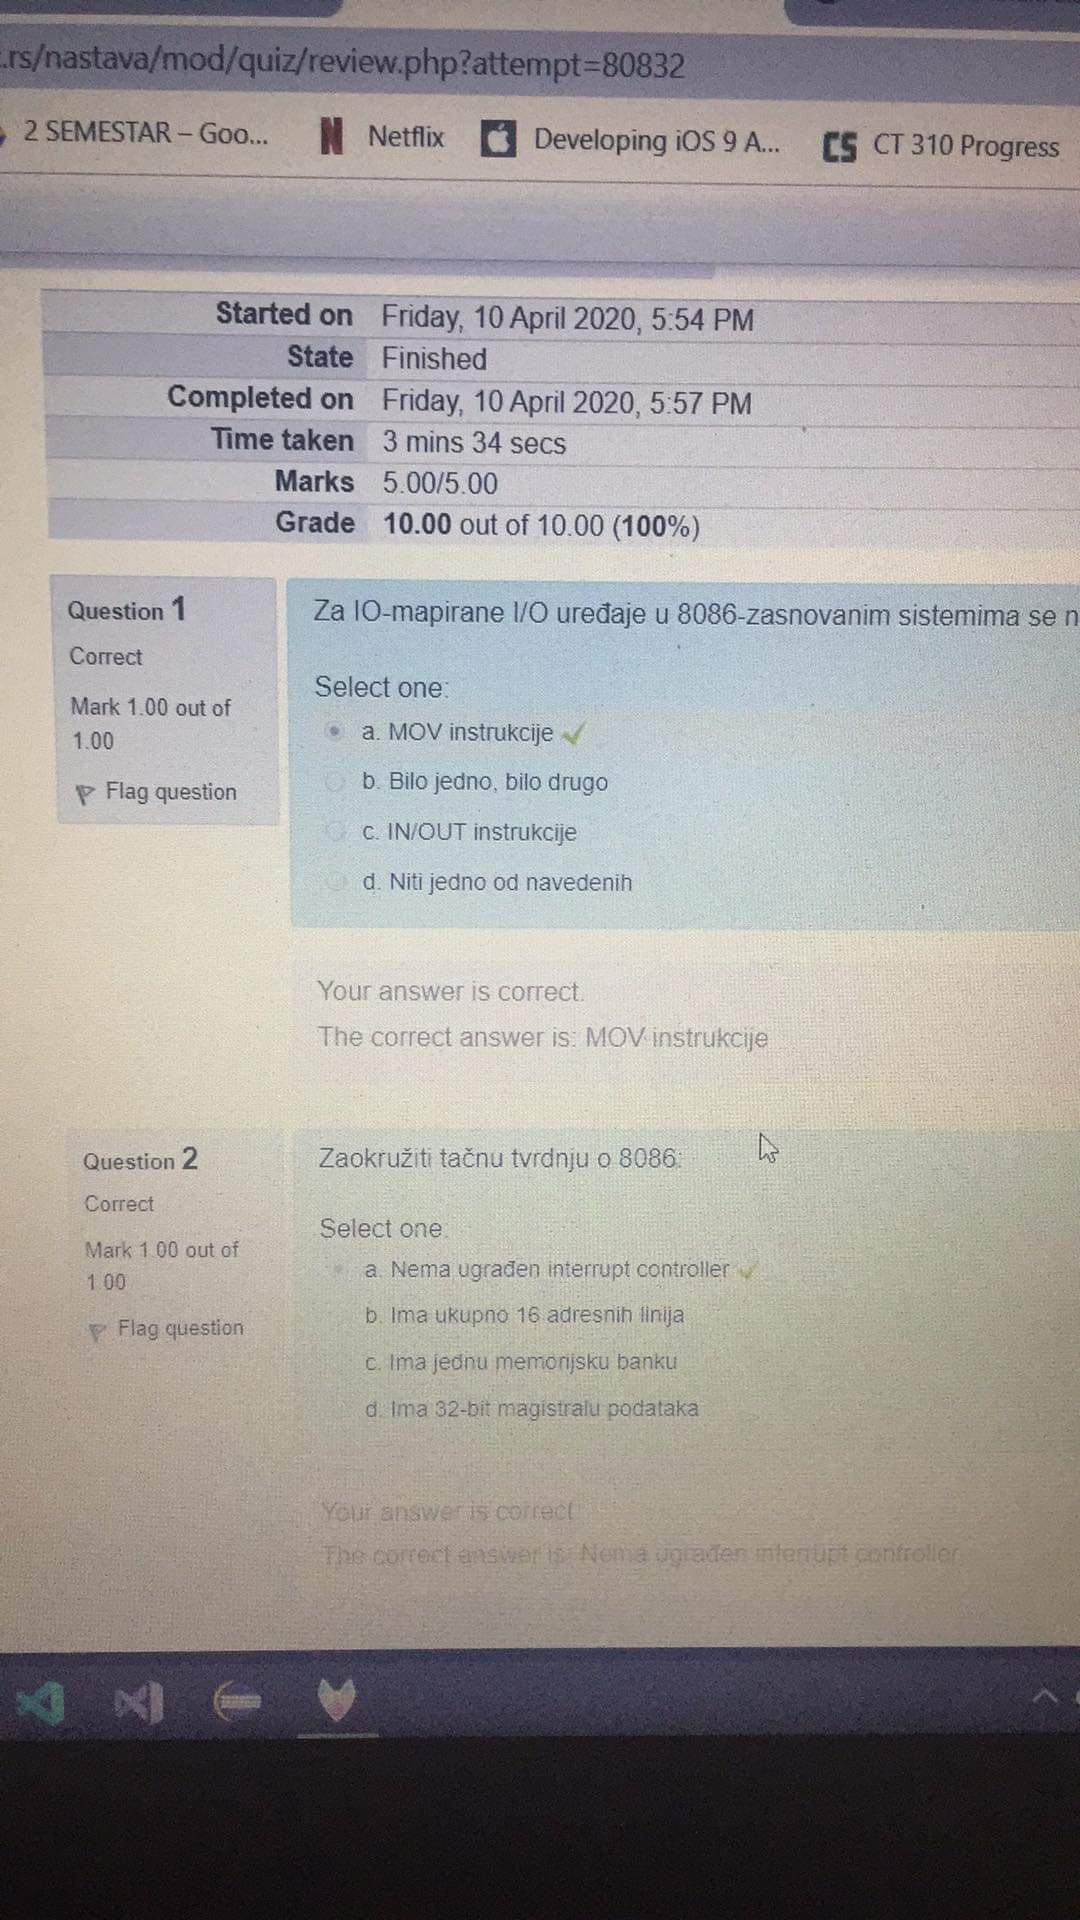 .rs/nastava/mod/quiz/review.php?attempt=80832
2 SEMESTAR – Goo... Netflix Developing iOS 9 A... CT 310 Progress
Started on Friday, 10 April 2020, 5:54 PM
State Finished
Completed on Friday, 10 April 2020, 5:57 PM
Time taken 3 mins 34 secs
Marks 5.00/5.00
Grade 10.00 out of 10.00 (100%)
Question 1
Correct
Mark 1.00 out of
1.00
Flag question
Za IO-mapirane I/O uređaje u 8086-zasnovanim sistemima se n
Select one:
a. MOV instrukcije
b. Bilo jedno, bilo drugo
c. IN/OUT instrukcije
d. Niti jedno od navedenih
Your answer is correct.
The correct answer is: MOV instrukcije
Question 2
Correct
Mark 1.00 out of
1.00
Flag question
Zaokružiti tačnu tvrdnju o 8086:
Select one:
a. Nema ugrađen interrupt controller
b. Ima ukupno 16 adresnih linija
c. Ima jednu memorijsku banku
d. Ima 32-bit magistralu podataka
Your answer is correct.
The correct answer is: Nema ugrađen interrupt controller